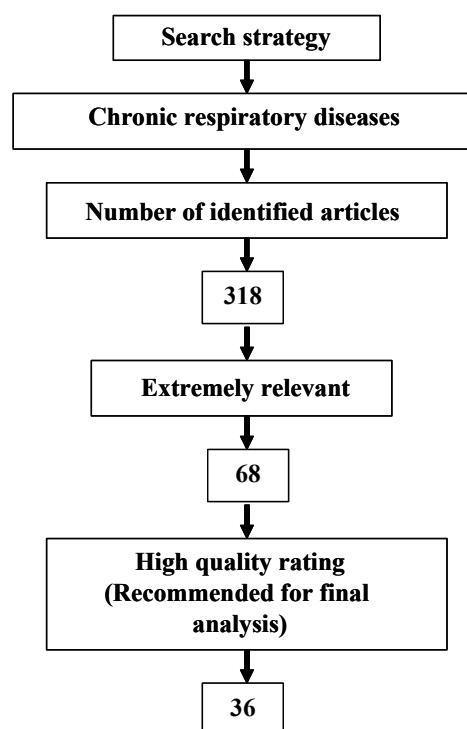 Search strategy
Chronic respiratory diseases
Number of identified articles
318
Extremely relevant
68
High quality rating
(Recommended for final
analysis)
36